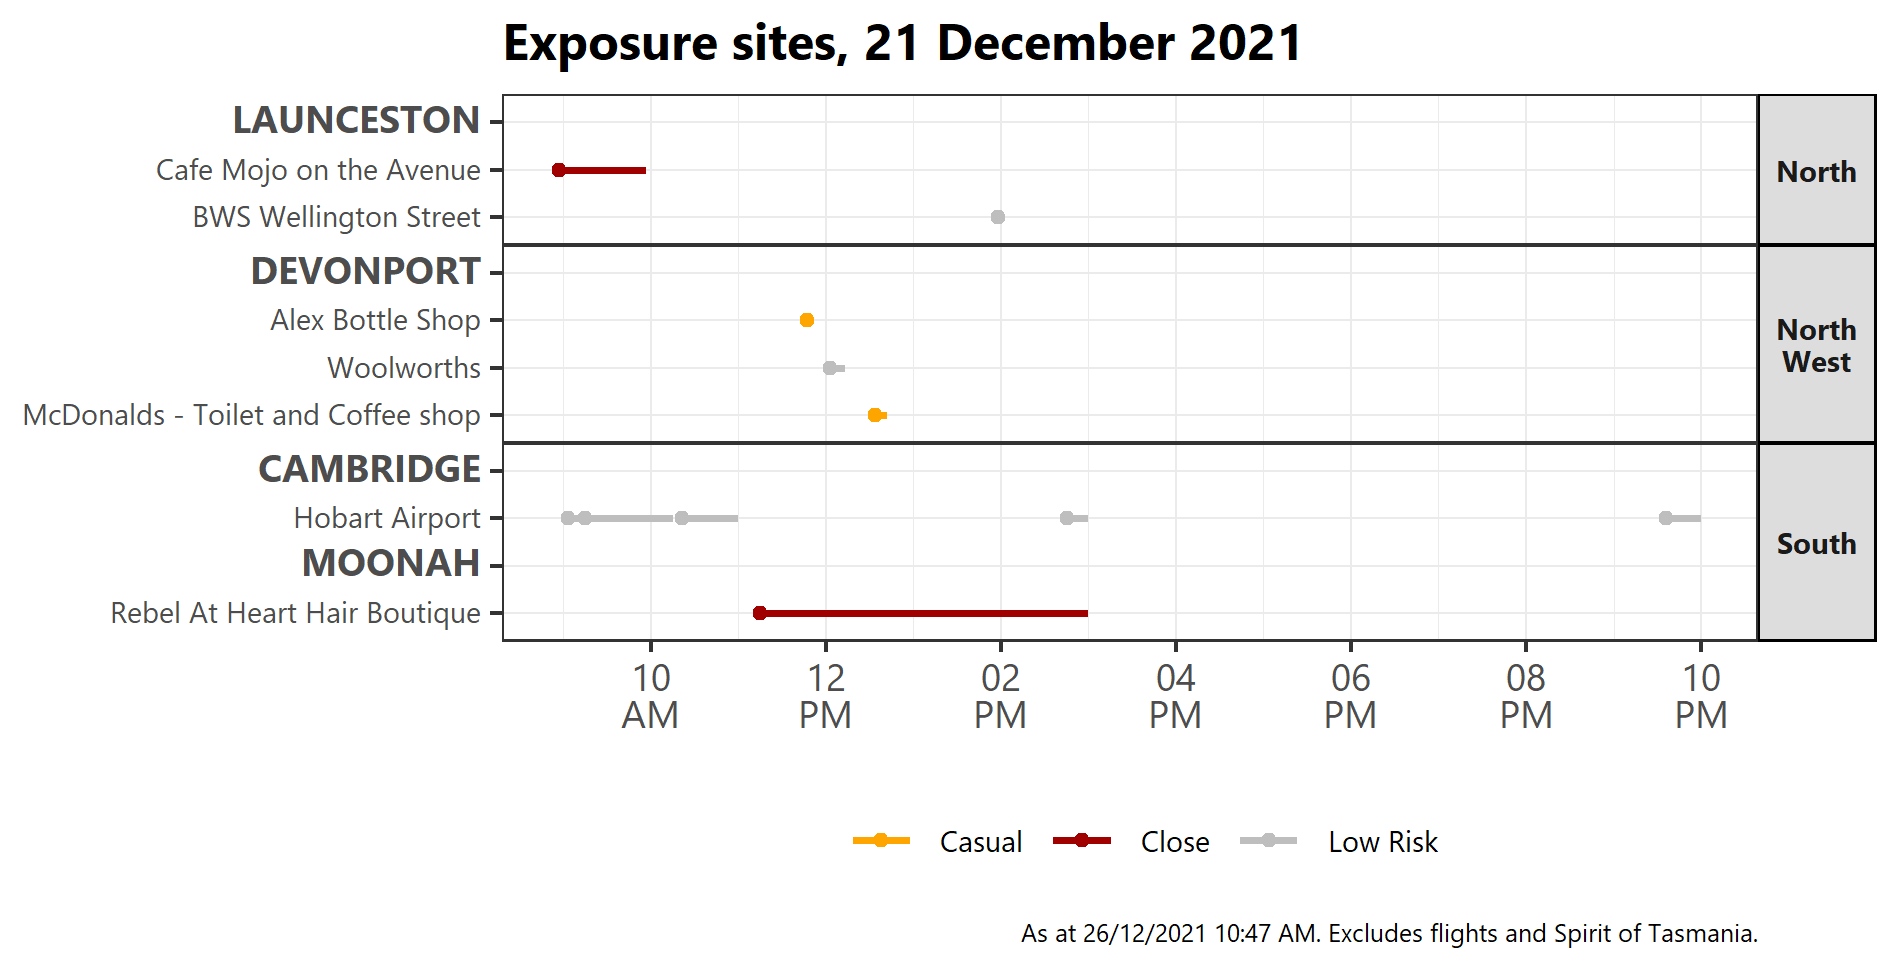 Exposure sites, 21 December 2021
LAUNCESTON
Cafe Mojo on the Avenue
BWS Wellington Street
North
DEVONPORT
Alex Bottle Shop
Woolworths
McDonalds - Toilet and Coffee shop
North
West
CAMBRIDGE
Hobart Airport
MOONAH
Rebel At Heart Hair Boutique
South
10 12 02 04 06 08 10
AM PM PM PM PM PM PM
Casual Close Low Risk
As at 26/12/2021 10:47 AM. Excludes flights and Spirit of Tasmania.